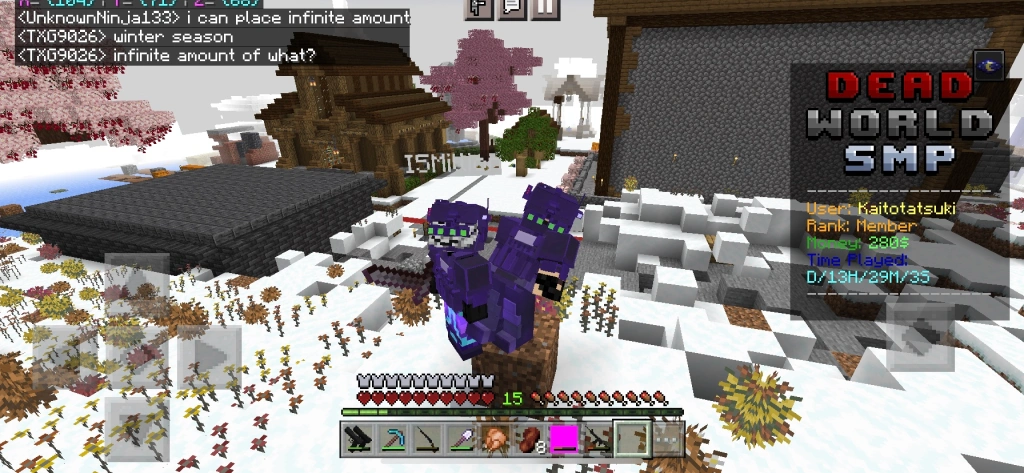 <UnknownNinja133> i can place infinite amount
<TXG9026> winter season
<TXG9026> infinite amount of what?
DEAD
WORLD
SMP
User: Kaitotatsuki
Rank: Member
Money: 280$
Time Played:
D/13H/29M/3S
15
8